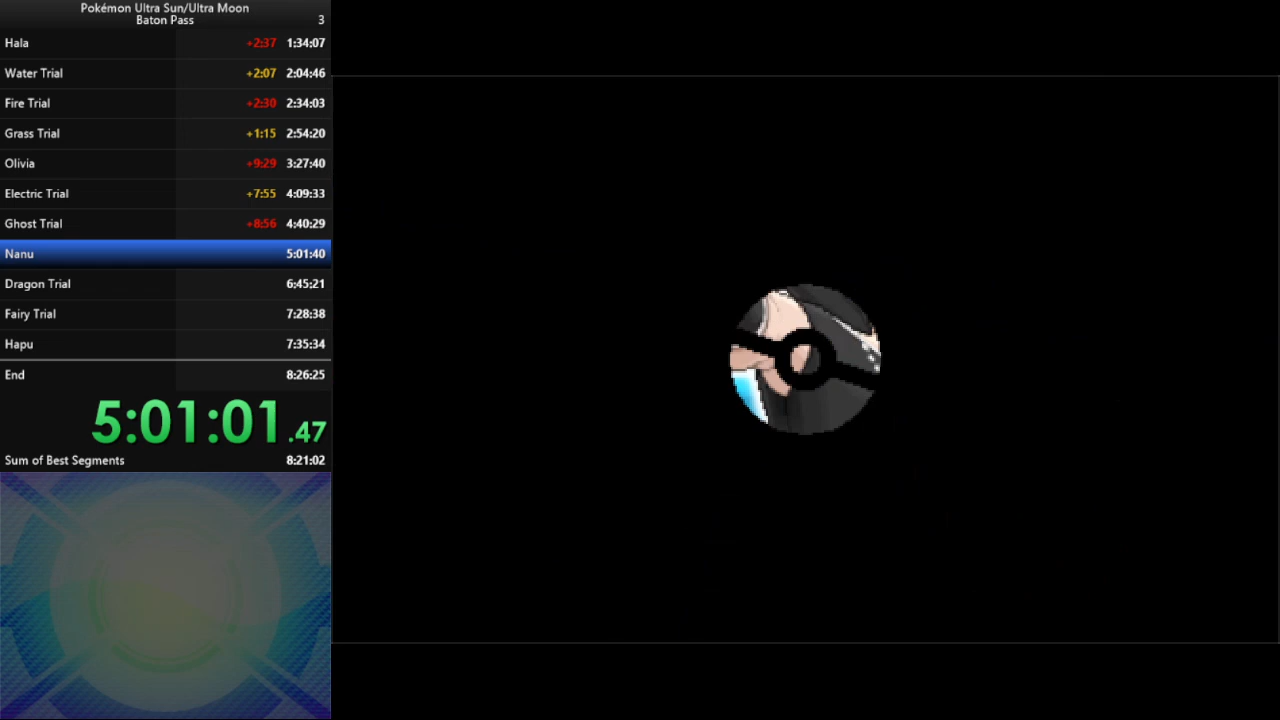 Pokémon Ultra Sun/Ultra Moon
Baton Pass 3
Hala +2:37 1:34:07
Water Trial +2:07 2:04:46
Fire Trial +2:30 2:34:03
Grass Trial +1:15 2:54:20
Olivia +9:29 3:27:40
Electric Trial +7:55 4:09:33
Ghost Trial +8:56 4:40:29
Nanu 5:01:40
Dragon Trial 6:45:21
Fairy Trial 7:28:38
Hapu 7:35:34
End 8:26:25
5:01:01.47
Sum of Best Segments 8:21:02